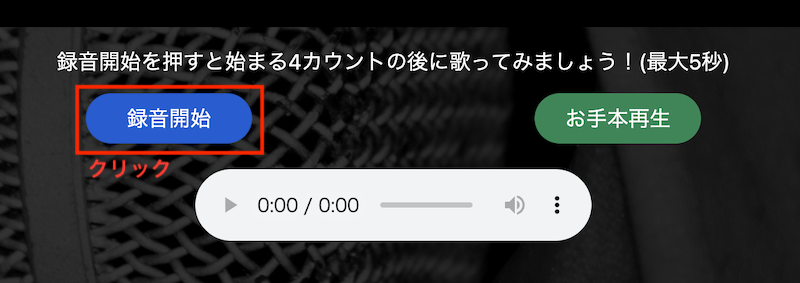 録音開始を押すと始まる4カウントの後に歌ってみましょう！(最大5秒)
録音開始
お手本再生
クリック
0:00 / 0:00